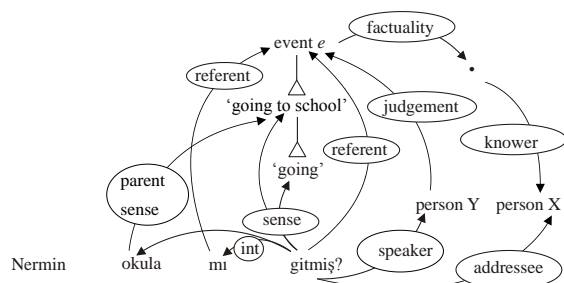 factuality
event e
referent
•
‘going to school’
judgement
referent
knower
‘going’
parent
sense
person Y
person X
sense
int
speaker
Nermin
okula
mı
gitmiş?
addressee